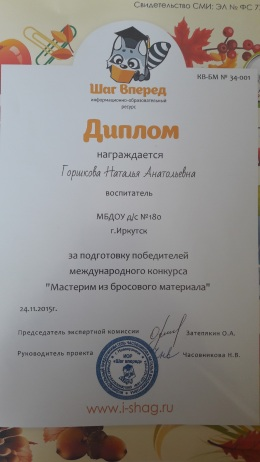 Свидетельство СМИ: ЭЛ № ФС 7
Шаг Вперед
информационно-образовательный
ресурс
КВ-БМ № 34-001
Диплом
награждается
Горшкова Наталья Анатольевна
воспитатель
МБДОУ д/с №180
г.Иркутск
за подготовку победителей
международного конкурса
"Мастерим из бросового материала"
24.11.2015г.
Председатель экспертной комиссии Затепякин О.А.
Руководитель проекта Часовникова Н.В.
www.i-shag.ru